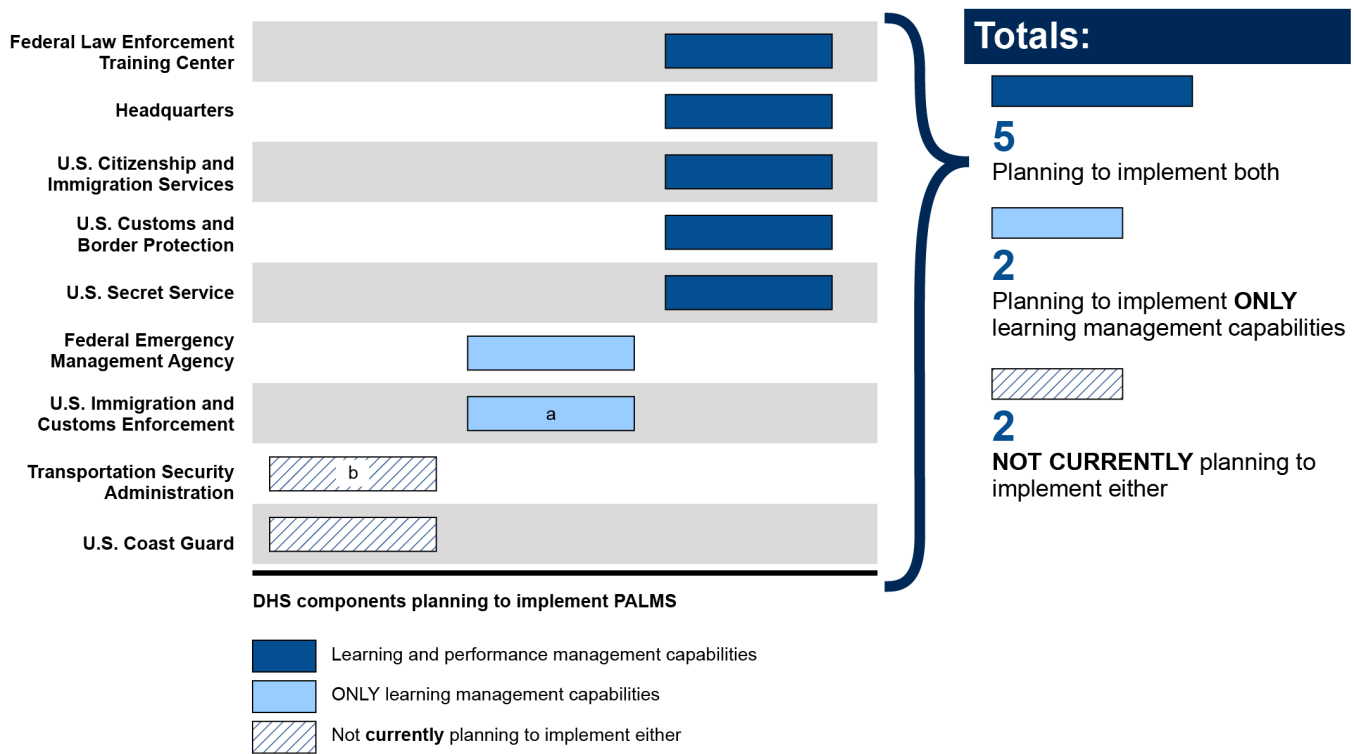 Federal Law Enforcement
Training Center
Headquarters
U.S. Citizenship and
Immigration Services
U.S. Customs and
Border Protection
U.S. Secret Service
Federal Emergency
Management Agency
U.S. Immigration and
Customs Enforcement
a
Transportation Security
Administration
b
U.S. Coast Guard
DHS components planning to implement PALMS
Learning and performance management capabilities
ONLY learning management capabilities
Not currently planning to implement either
Totals:
5
Planning to implement both
2
Planning to implement ONLY
learning management capabilities
2
NOT CURRENTLY planning to
implement either